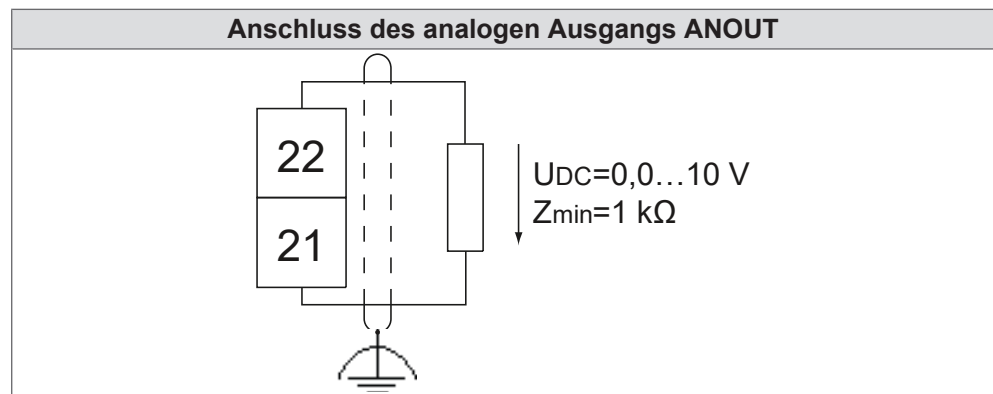 Anschluss des analogen Ausgangs ANOUT
22
21
UDC=0,0...10 V
Zmin=1 kΩ